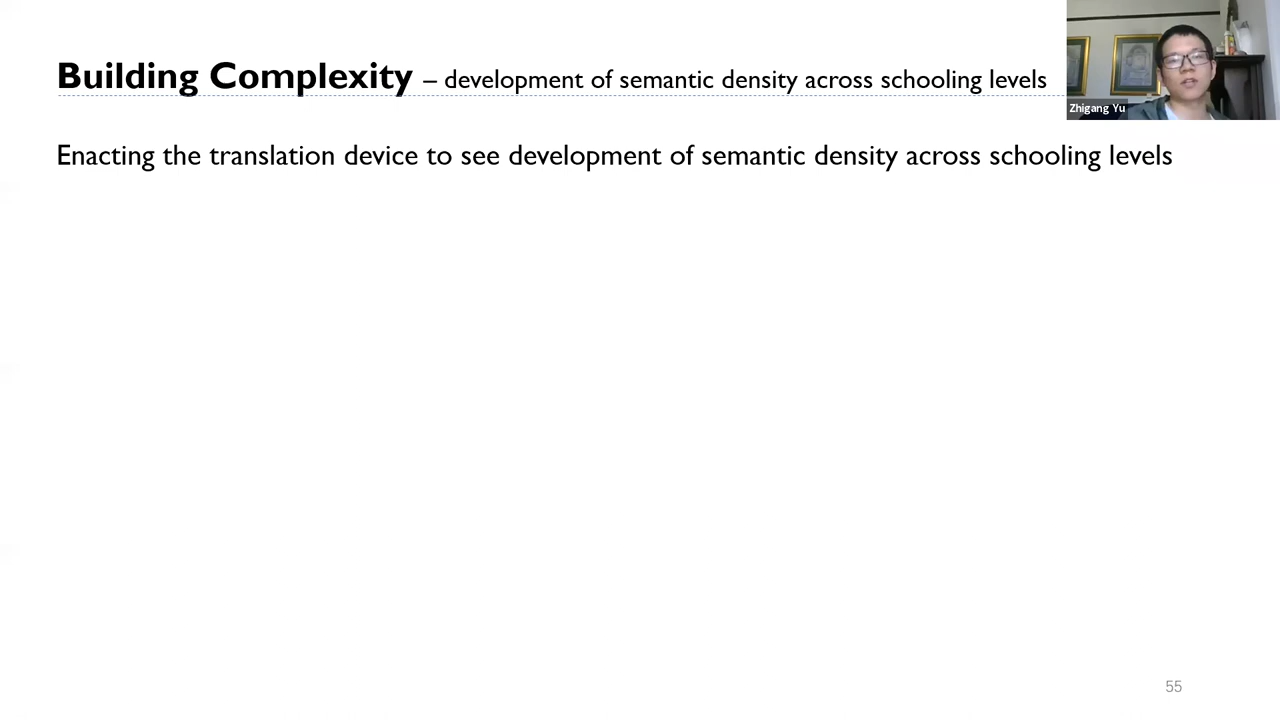 Building Complexity – development of semantic density across schooling levels
Zhigang Yu
Enacting the translation device to see development of semantic density across schooling levels
55